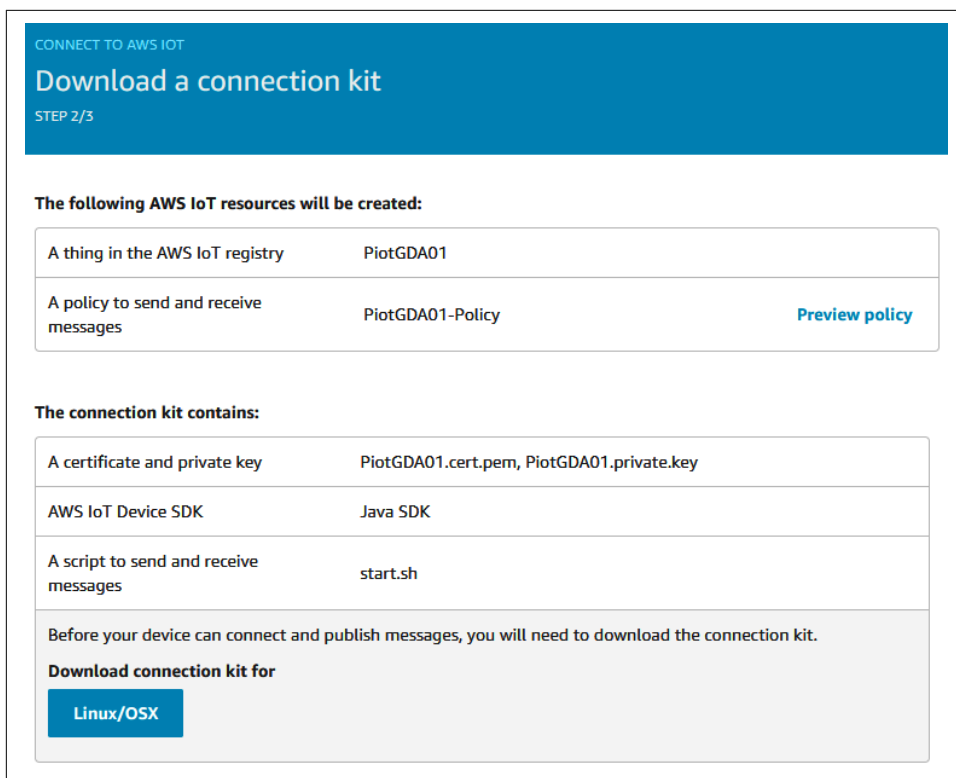 CONNECT TO AWS IOT
Download a connection kit
STEP 2/3
The following AWS IoT resources will be created:
A thing in the AWS IoT registry PiotGDA01
A policy to send and receive
messages PiotGDA01-Policy Preview policy
The connection kit contains:
A certificate and private key PiotGDA01.cert.pem, PiotGDA01.private.key
AWS IoT Device SDK Java SDK
A script to send and receive
messages start.sh
Before your device can connect and publish messages, you will need to download the connection kit.
Download connection kit for
Linux/OSX